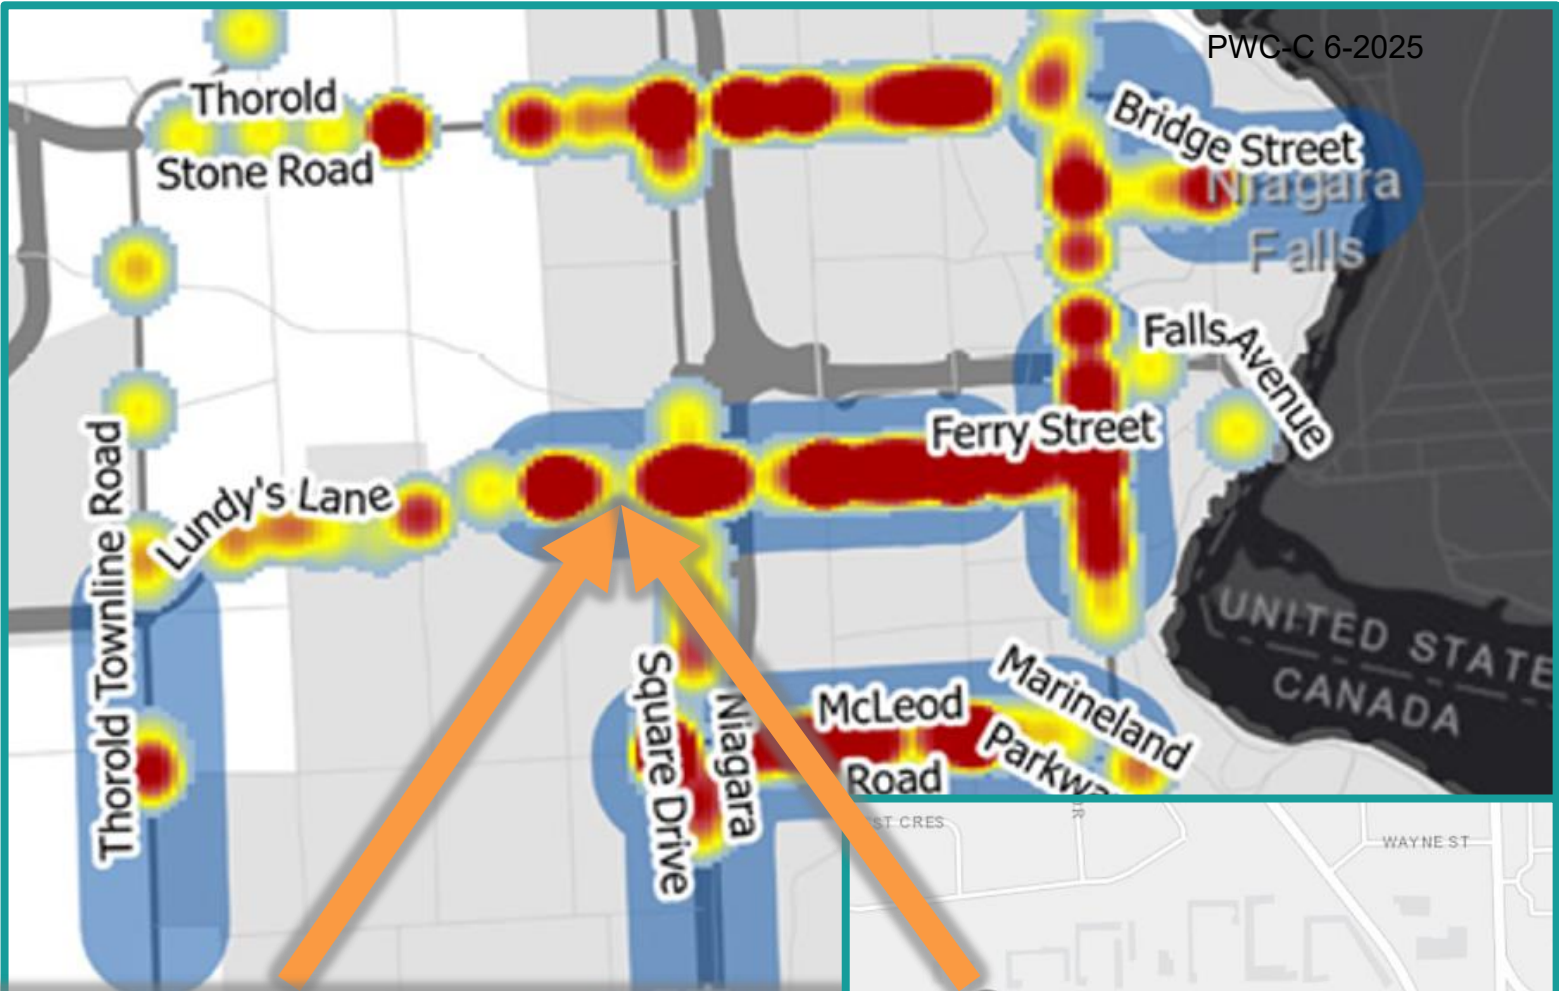 PWC-C 6-2025
Thorold
Stone Road
Bridge Street
Niagara
Falls
Falls Avenue
Ferry Street
Lundy's Lane
Thorold Townline Road
UNITED STATE
CANADA
Niagara
Square Drive
McLeod
Road
Marineland
Parkwa
ST CRES
DR
WAYNE ST